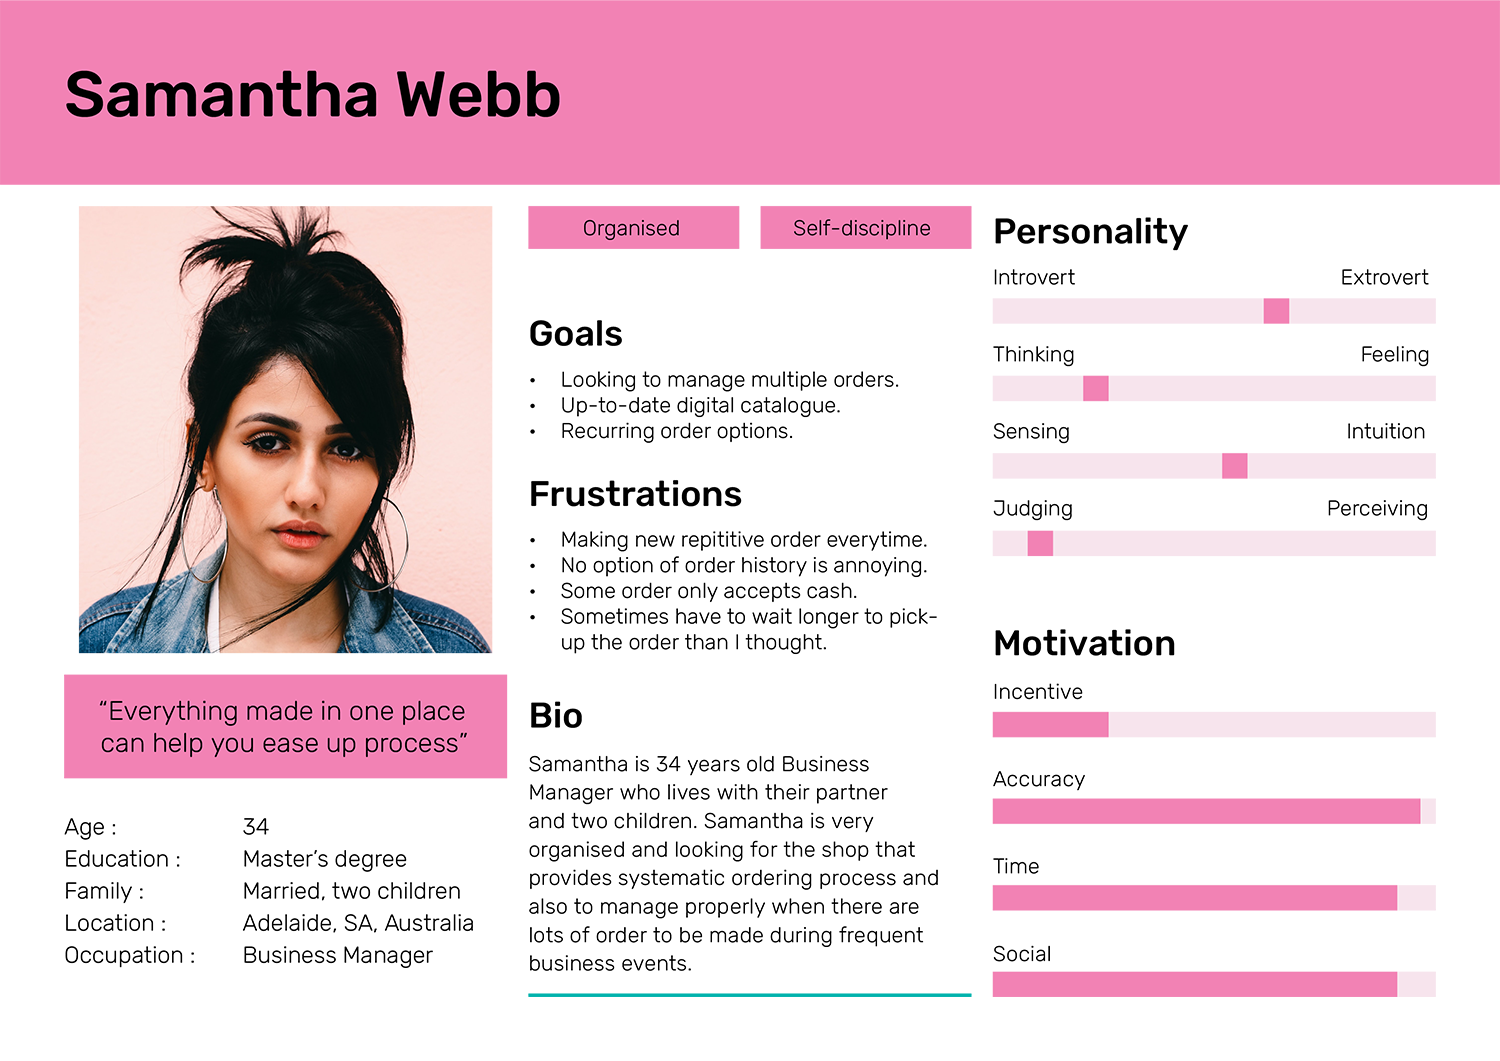 Samantha Webb
“Everything made in one place
can help you ease up process”
Age : 34
Education : Master’s degree
Family : Married, two children
Location : Adelaide, SA, Australia
Occupation : Business Manager
Organised Self-discipline
Goals
• Looking to manage multiple orders.
• Up-to-date digital catalogue.
• Recurring order options.
Frustrations
• Making new repititive order everytime.
• No option of order history is annoying.
• Some order only accepts cash.
• Sometimes have to wait longer to pick-
up the order than I thought.
Bio
Samantha is 34 years old Business
Manager who lives with their partner
and two children. Samantha is very
organised and looking for the shop that
provides systematic ordering process and
also to manage properly when there are
lots of order to be made during frequent
business events.
Personality
Introvert Extrovert
Thinking Feeling
Sensing Intuition
Judging Perceiving
Motivation
Incentive
Accuracy
Time
Social